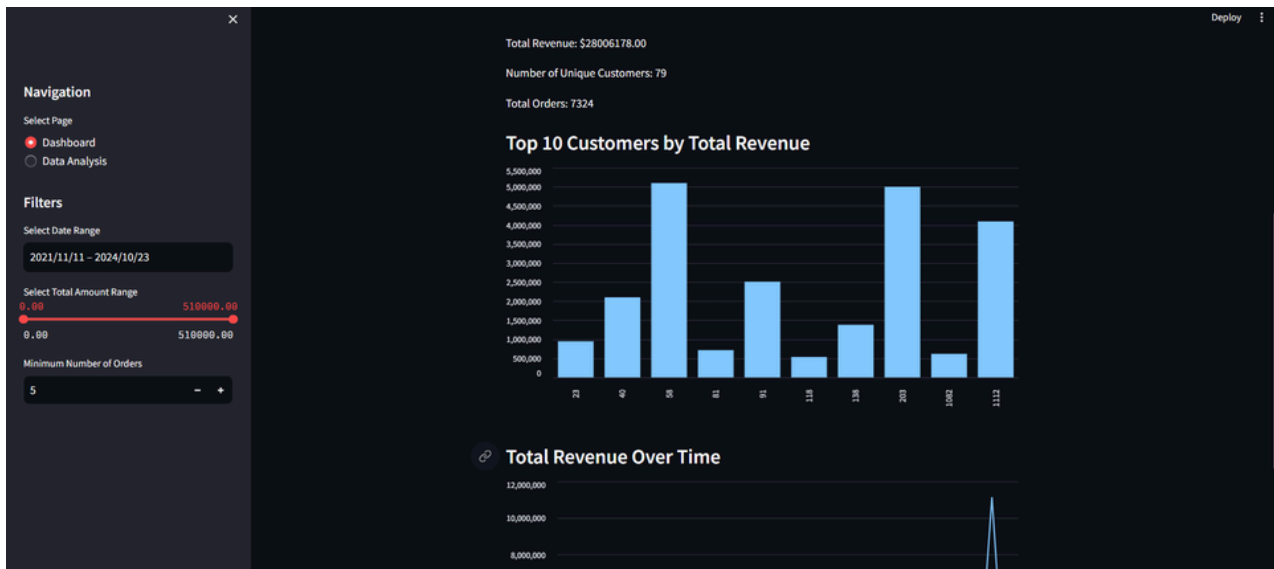 Deploy
Navigation
Select Page
Dashboard
Data Analysis
Filters
Select Date Range
2021/11/11 – 2024/10/23
Select Total Amount Range
0.00 510000.00
0.00 510000.00
Minimum Number of Orders
5 - +
Total Revenue: $28006178.00
Number of Unique Customers: 79
Total Orders: 7324
Top 10 Customers by Total Revenue
5,500,000
5,000,000
4,500,000
4,000,000
3,500,000
3,000,000
2,500,000
2,000,000
1,500,000
1,000,000
500,000
0
23 40 58 81 91 118 138 203 1082 1112
Total Revenue Over Time
12,000,000
10,000,000
8,000,000